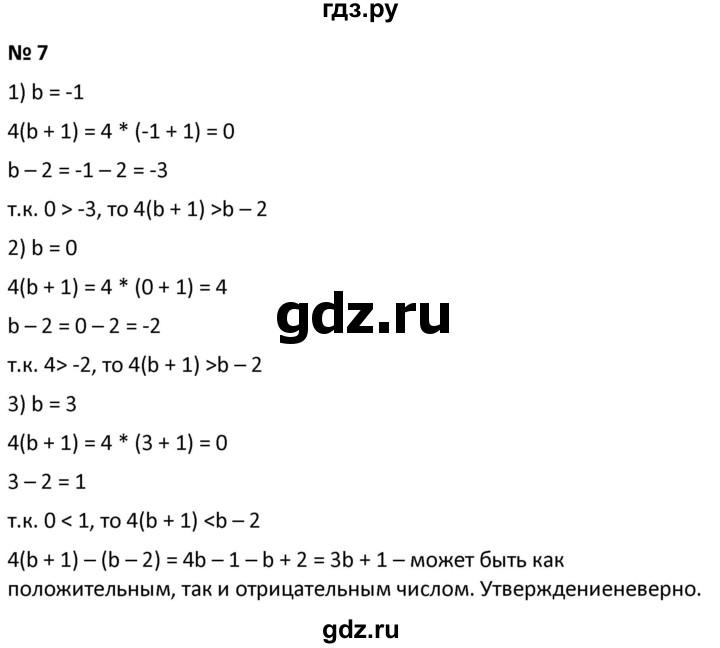 гдз.ру
№ 7
1) b = -1
4(b + 1) = 4 * (-1 + 1) = 0
b – 2 = -1 – 2 = -3
т.к. 0 > -3, то 4(b + 1) >b – 2
2) b = 0
4(b + 1) = 4 * (0 + 1) = 4
b – 2 = 0 – 2 = -2
gdz.ru
т.к. 4> -2, то 4(b + 1) >b – 2
3) b = 3
4(b + 1) = 4 * (3 + 1) = 0
3 – 2 = 1
т.к. 0 < 1, то 4(b + 1) <b – 2
4(b + 1) – (b – 2) = 4b – 1 – b + 2 = 3b + 1 – может быть как
положительным, так и отрицательным числом. Утверждениеневерно.
gdz.ru